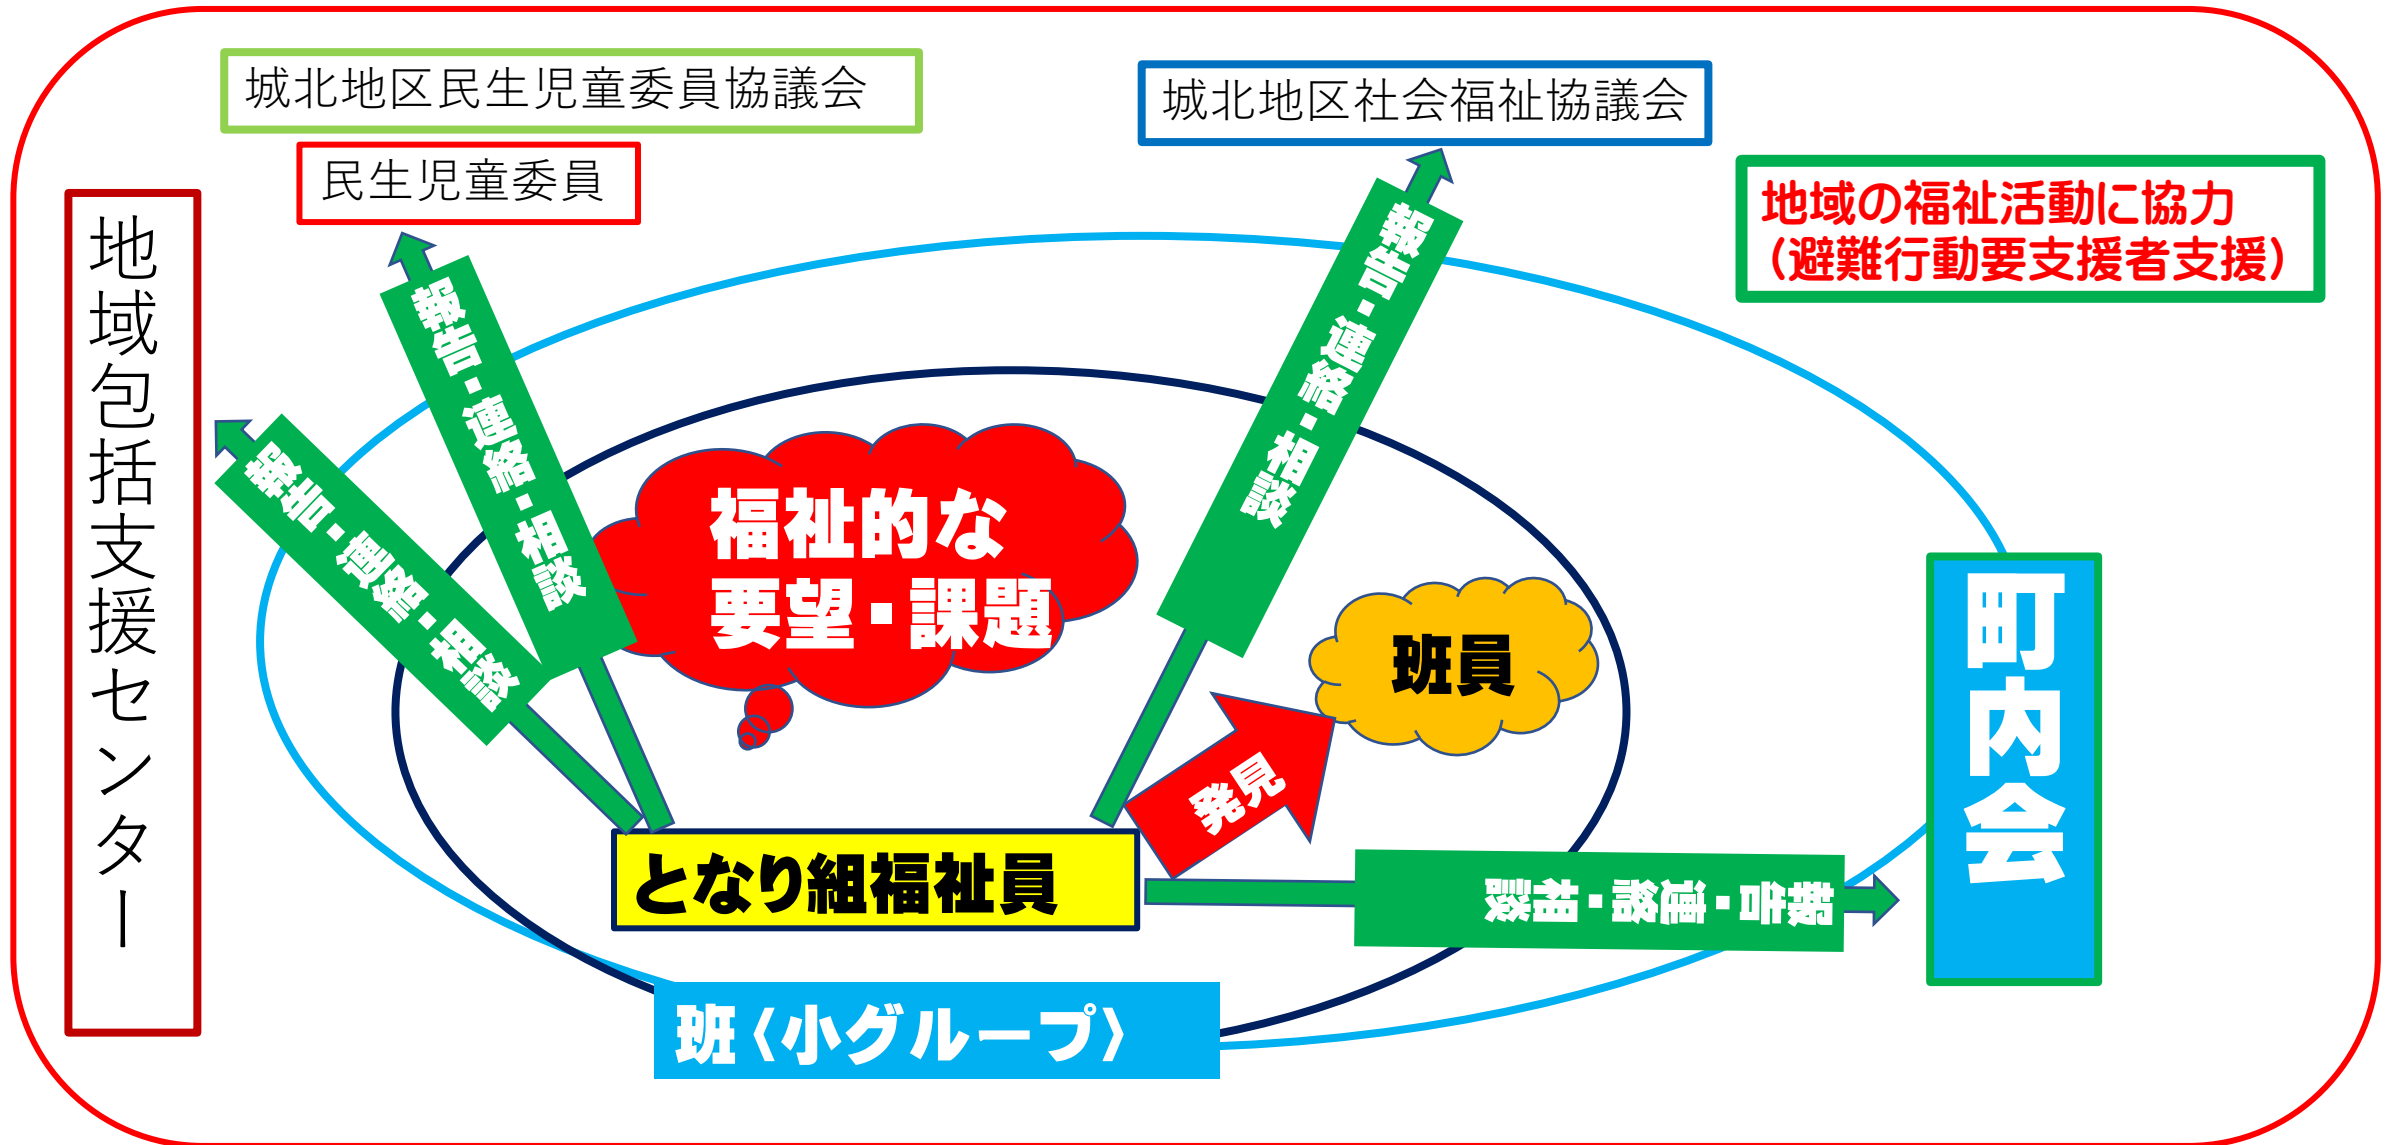 城北地区民生児童委員協議会
城北地区社会福祉協議会
民生児童委員
地域の福祉活動に協力
（避難行動要支援者支援）
地域包括支援センター
報告・連絡・相談
報告・連絡・相談
報告・連絡・相談
福祉的な
要望・課題
班員
発見
町内会
となり組福祉員
報告・連絡・相談
班〈小グループ〉